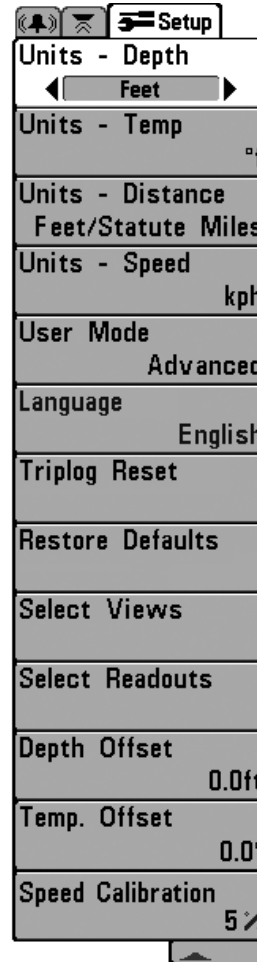 Setup
Units - Depth
Feet
Units - Temp
Units - Distance
Feet/Statute Miles
Units - Speed
kph
User Mode
Advanced
Language
English
Triplog Reset
Restore Defaults
Select Views
Select Readouts
Depth Offset
0.0ft
Temp. Offset
0.0°
Speed Calibration
5 %